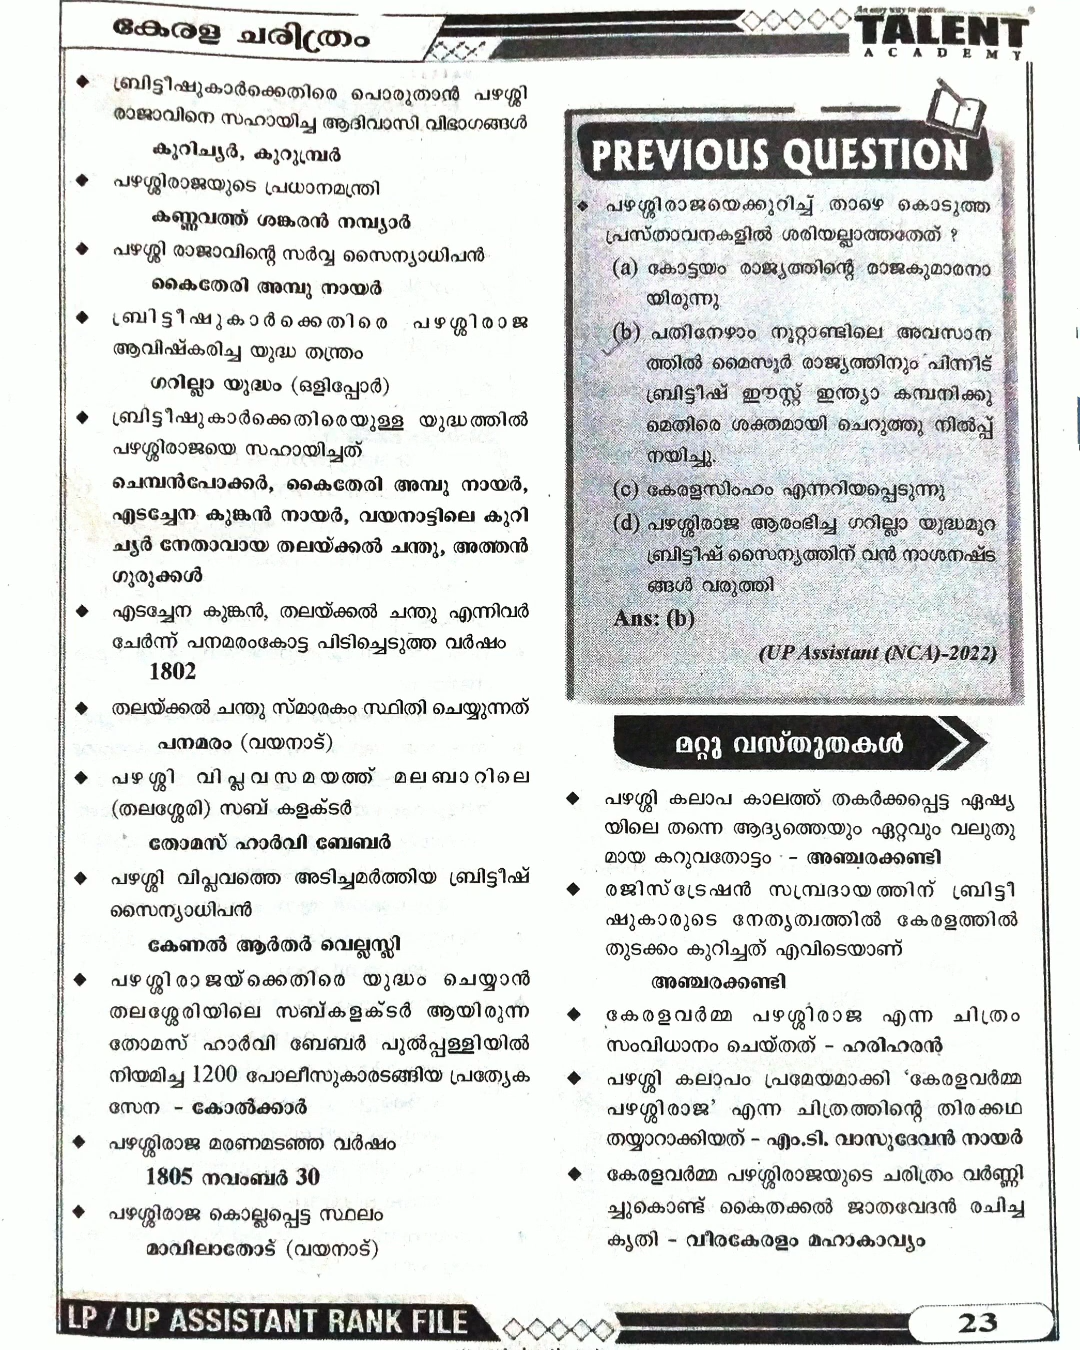 കേരള ചരിത്രം
An easy way to success
TALENT
ACADEMY
◆ ബ്രിട്ടീഷുകാർക്കെതിരെ പൊരുതാൻ പഴശ്ശി
രാജാവിനെ സഹായിച്ച ആദിവാസി വിഭാഗങ്ങൾ
കുറിച്യർ, കുറുമ്പ്രർ
◆ പഴശ്ശിരാജയുടെ പ്രധാനമന്ത്രി
കണ്ണവത്ത് ശങ്കരൻ നമ്പ്യാർ
◆ പഴശ്ശി രാജാവിന്റെ സർവ്വ സൈന്യാധിപൻ
കൈതേരി അമ്പു നായർ
◆ ബ്രിട്ടീഷുകാർക്കെതിരെ പഴശ്ശിരാജ
ആവിഷ്കരിച്ച യുദ്ധ തന്ത്രം
ഗറില്ലാ യുദ്ധം (ഒളിപ്പോർ)
◆ ബ്രിട്ടീഷുകാർക്കെതിരെയുള്ള യുദ്ധത്തിൽ
പഴശ്ശിരാജയെ സഹായിച്ചത്
ചെമ്പൻപോക്കർ, കൈതേരി അമ്പു നായർ,
എടച്ചേന കുങ്കൻ നായർ, വയനാട്ടിലെ കുറി
ച്യർ നേതാവായ തലയ്ക്കൽ ചന്തു, അത്തൻ
ഗുരുക്കൾ
◆ എടച്ചേന കുങ്കൻ, തലയ്ക്കൽ ചന്തു എന്നിവർ
ചേർന്ന് പനമരംകോട്ട പിടിച്ചെടുത്ത വർഷം
1802
◆ തലയ്ക്കൽ ചന്തു സ്മാരകം സ്ഥിതി ചെയ്യുന്നത്
പനമരം (വയനാട്)
◆ പഴശ്ശി വിപ്ലവസമയത്ത് മലബാറിലെ
(തലശ്ശേരി) സബ് കളക്ടർ
തോമസ് ഹാർവി ബേബർ
◆ പഴശ്ശി വിപ്ലവത്തെ അടിച്ചമർത്തിയ ബ്രിട്ടീഷ്
സൈന്യാധിപൻ
കേണൽ ആർതർ വെല്ലസ്ലി
◆ പഴശ്ശിരാജയ്ക്കെതിരെ യുദ്ധം ചെയ്യാൻ
തലശ്ശേരിയിലെ സബ്കളക്ടർ ആയിരുന്ന
തോമസ് ഹാർവി ബേബർ പുൽപ്പള്ളിയിൽ
നിയമിച്ച 1200 പോലീസുകാരടങ്ങിയ പ്രത്യേക
സേന - കോൽക്കാർ
◆ പഴശ്ശിരാജ മരണമടഞ്ഞ വർഷം
1805 നവംബർ 30
◆ പഴശ്ശിരാജ കൊല്ലപ്പെട്ട സ്ഥലം
മാവിലാതോട് (വയനാട്)
PREVIOUS QUESTION
◆ പഴശ്ശിരാജയെക്കുറിച്ച് താഴെ കൊടുത്ത
പ്രസ്താവനകളിൽ ശരിയല്ലാത്തതേത് ?
(a) കോട്ടയം രാജ്യത്തിന്റെ രാജകുമാരനാ
യിരുന്നു
(b) പതിനേഴാം നൂറ്റാണ്ടിലെ അവസാന
ത്തിൽ മൈസൂർ രാജ്യത്തിനും പിന്നീട്
ബ്രിട്ടീഷ് ഈസ്റ്റ് ഇന്ത്യാ കമ്പനിക്കു
മെതിരെ ശക്തമായി ചെറുത്തു നിൽപ്പ്
നയിച്ചു.
(c) കേരളസിംഹം എന്നറിയപ്പെടുന്നു
(d) പഴശ്ശിരാജ ആരംഭിച്ച ഗറില്ലാ യുദ്ധമുറ
ബ്രിട്ടീഷ് സൈന്യത്തിന് വൻ നാശനഷ്ട
ങ്ങൾ വരുത്തി
Ans: (b)
(UP Assistant (NCA)-2022)
മറ്റു വസ്തുതകൾ
◆ പഴശ്ശി കലാപ കാലത്ത് തകർക്കപ്പെട്ട ഏഷ്യ
യിലെ തന്നെ ആദ്യത്തെയും ഏറ്റവും വലുതു
മായ കറുവതോട്ടം - അഞ്ചരക്കണ്ടി
◆ രജിസ്ട്രേഷൻ സമ്പ്രദായത്തിന് ബ്രിട്ടീ
ഷുകാരുടെ നേതൃത്വത്തിൽ കേരളത്തിൽ
തുടക്കം കുറിച്ചത് എവിടെയാണ്
അഞ്ചരക്കണ്ടി
◆ കേരളവർമ്മ പഴശ്ശിരാജ എന്ന ചിത്രം
സംവിധാനം ചെയ്തത് - ഹരിഹരൻ
◆ പഴശ്ശി കലാപം പ്രമേയമാക്കി 'കേരളവർമ്മ
പഴശ്ശിരാജ' എന്ന ചിത്രത്തിന്റെ തിരക്കഥ
തയ്യാറാക്കിയത് - എം.ടി. വാസുദേവൻ നായർ
◆ കേരളവർമ്മ പഴശ്ശിരാജയുടെ ചരിത്രം വർണ്ണി
ച്ചുകൊണ്ട് കൈതക്കൽ ജാതവേദൻ രചിച്ച
കൃതി - വീരകേരളം മഹാകാവ്യം
LP / UP ASSISTANT RANK FILE
23